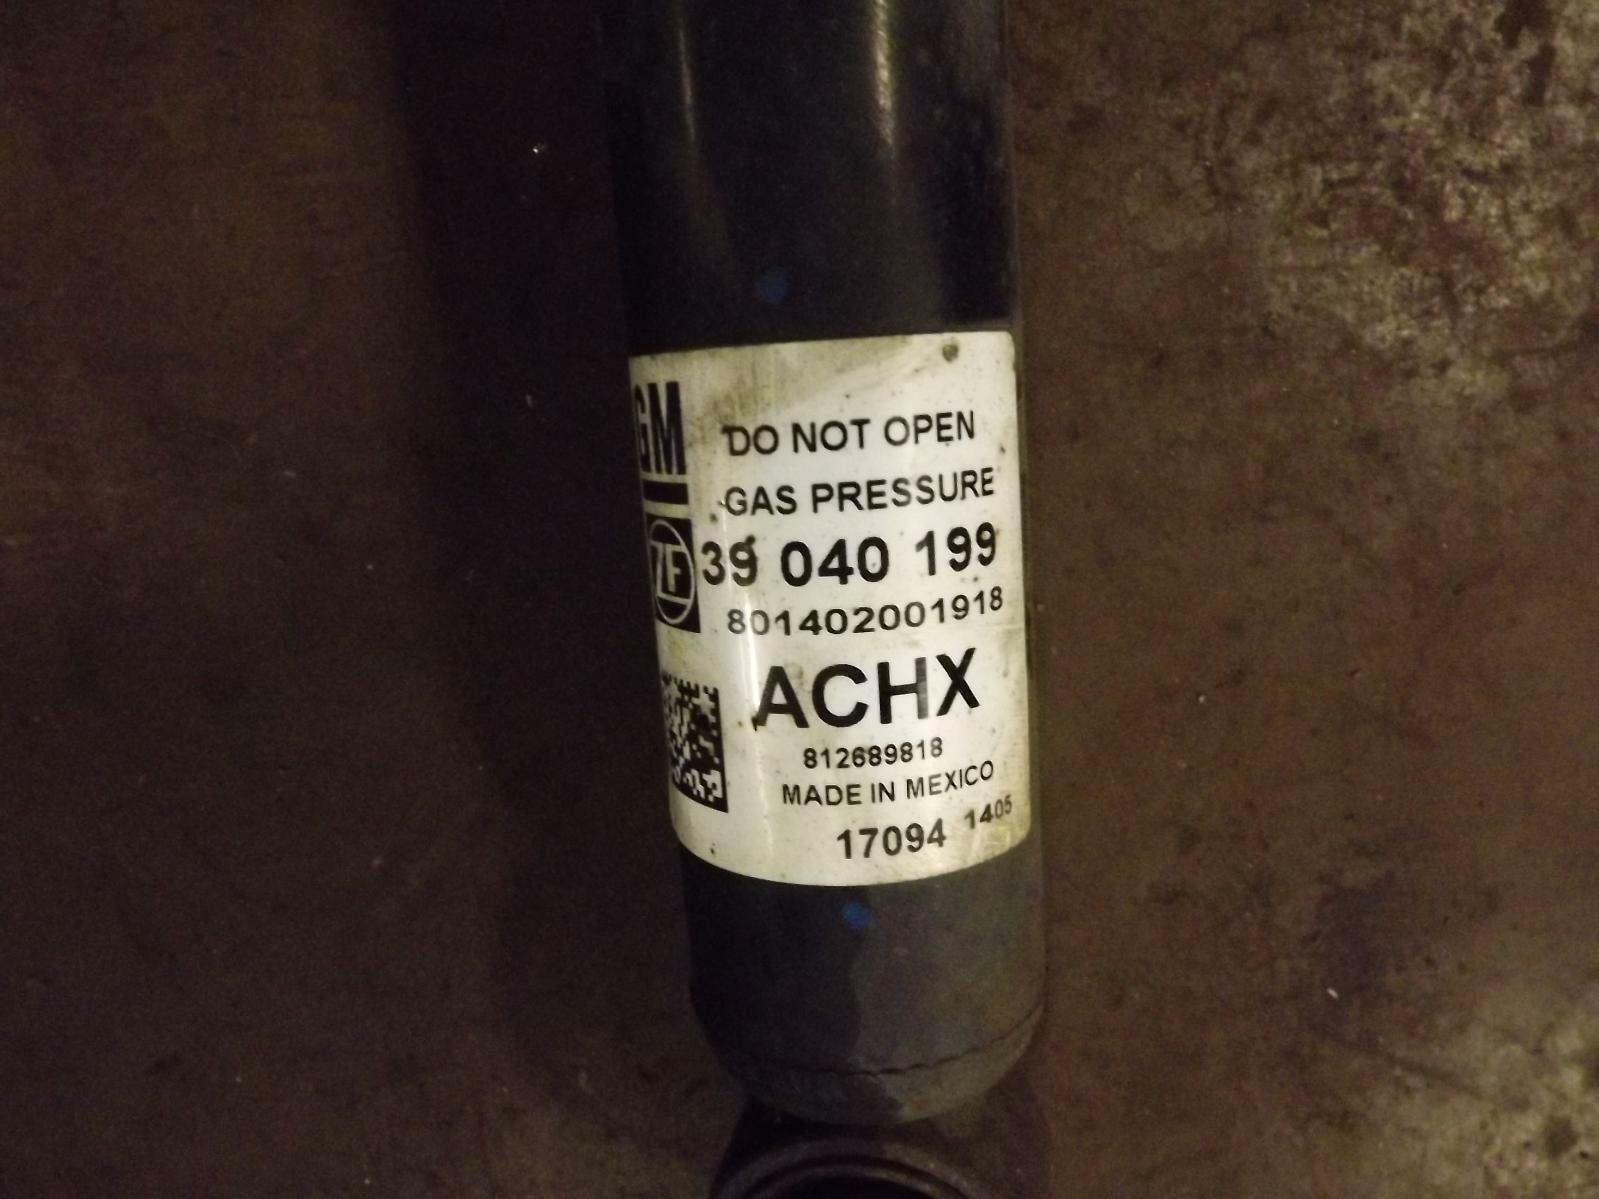 GM
DO NOT OPEN
GAS PRESSURE
ZF
39 040 199
801402001918
ACHX
812689818
MADE IN MEXICO
17094 1405